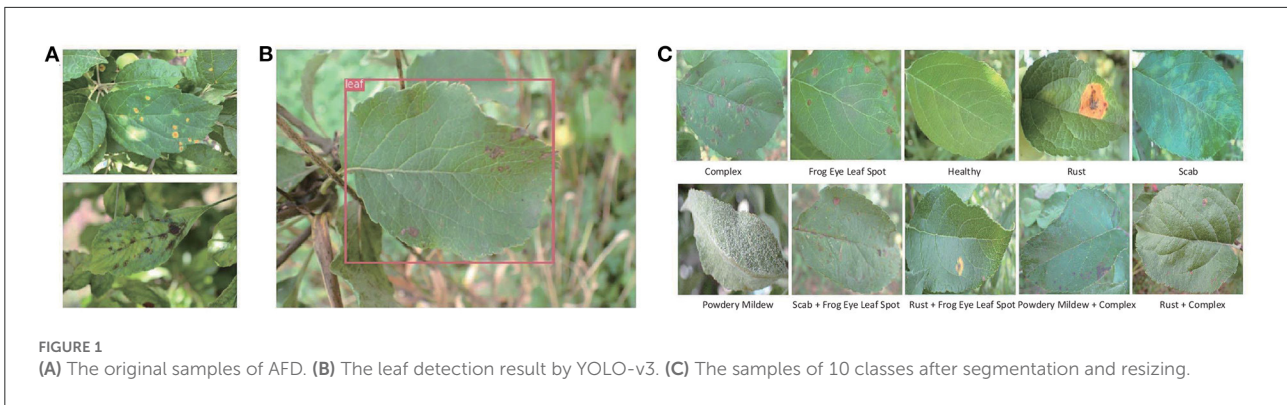 A
B
C
leaf
Complex
Frog Eye Leaf Spot
Healthy
Rust
Scab
Powdery Mildew
Scab + Frog Eye Leaf Spot
Rust + Frog Eye Leaf Spot
Powdery Mildew + Complex
Rust + Complex
FIGURE 1
(A) The original samples of AFD. (B) The leaf detection result by YOLO-v3. (C) The samples of 10 classes after segmentation and resizing.